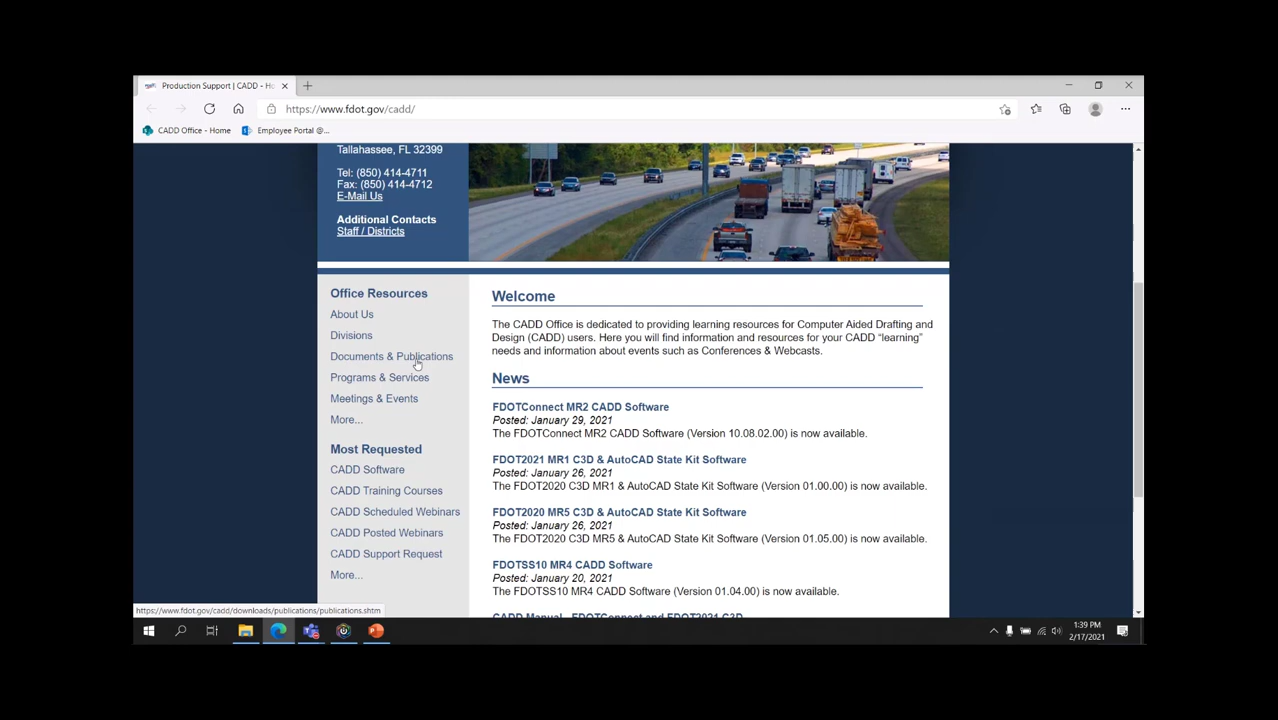 Production Support | CADD - Ho
https://www.fdot.gov/cadd/
CADD Office - Home
Employee Portal @...
Tallahassee, FL 32399
Tel: (850) 414-4711
Fax: (850) 414-4712
E-Mail Us
Additional Contacts
Staff / Districts
Office Resources
About Us
Divisions
Documents & Publications
Programs & Services
Meetings & Events
More...
Most Requested
CADD Software
CADD Training Courses
CADD Scheduled Webinars
CADD Posted Webinars
CADD Support Request
More...
Welcome
The CADD Office is dedicated to providing learning resources for Computer Aided Drafting and
Design (CADD) users. Here you will find information and resources for your CADD “learning”
needs and information about events such as Conferences & Webcasts.
News
FDOTConnect MR2 CADD Software
Posted: January 29, 2021
The FDOTConnect MR2 CADD Software (Version 10.08.02.00) is now available.
FDOT2021 MR1 C3D & AutoCAD State Kit Software
Posted: January 26, 2021
The FDOT2020 C3D MR1 & AutoCAD State Kit Software (Version 01.00.00) is now available.
FDOT2020 MR5 C3D & AutoCAD State Kit Software
Posted: January 26, 2021
The FDOT2020 C3D MR5 & AutoCAD State Kit Software (Version 01.05.00) is now available.
FDOTSS10 MR4 CADD Software
Posted: January 20, 2021
The FDOTSS10 MR4 CADD Software (Version 01.04.00) is now available.
CADD Manual - FDOTConnect and FDOT2021 C3D
https://www.fdot.gov/cadd/downloads/publications/publications.shtm
1:39 PM
2/17/2021